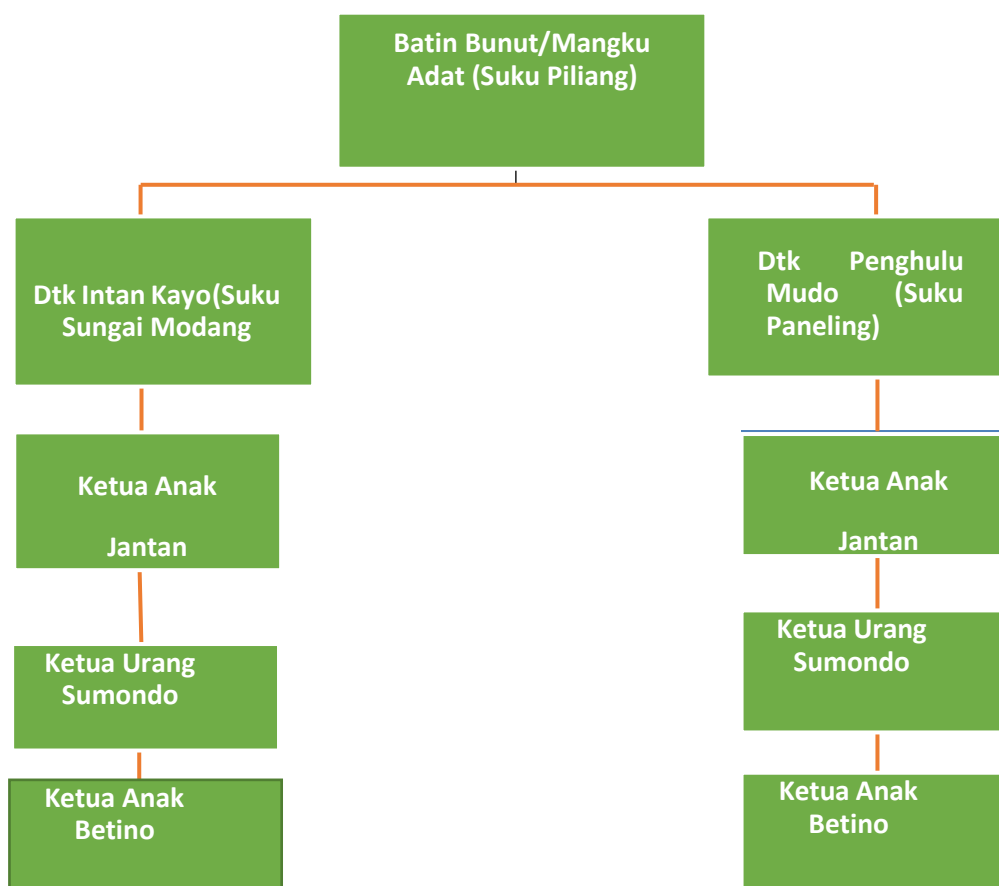 Batin Bunut/Mangku
Adat (Suku Piliang)
Dtk Intan Kayo(Suku
Sungai Modang
Dtk Penghulu
Mudo (Suku
Paneling)
Ketua Anak
Jantan
Ketua Anak
Jantan
Ketua Urang
Sumondo
Ketua Urang
Sumondo
Ketua Anak
Betino
Ketua Anak
Betino